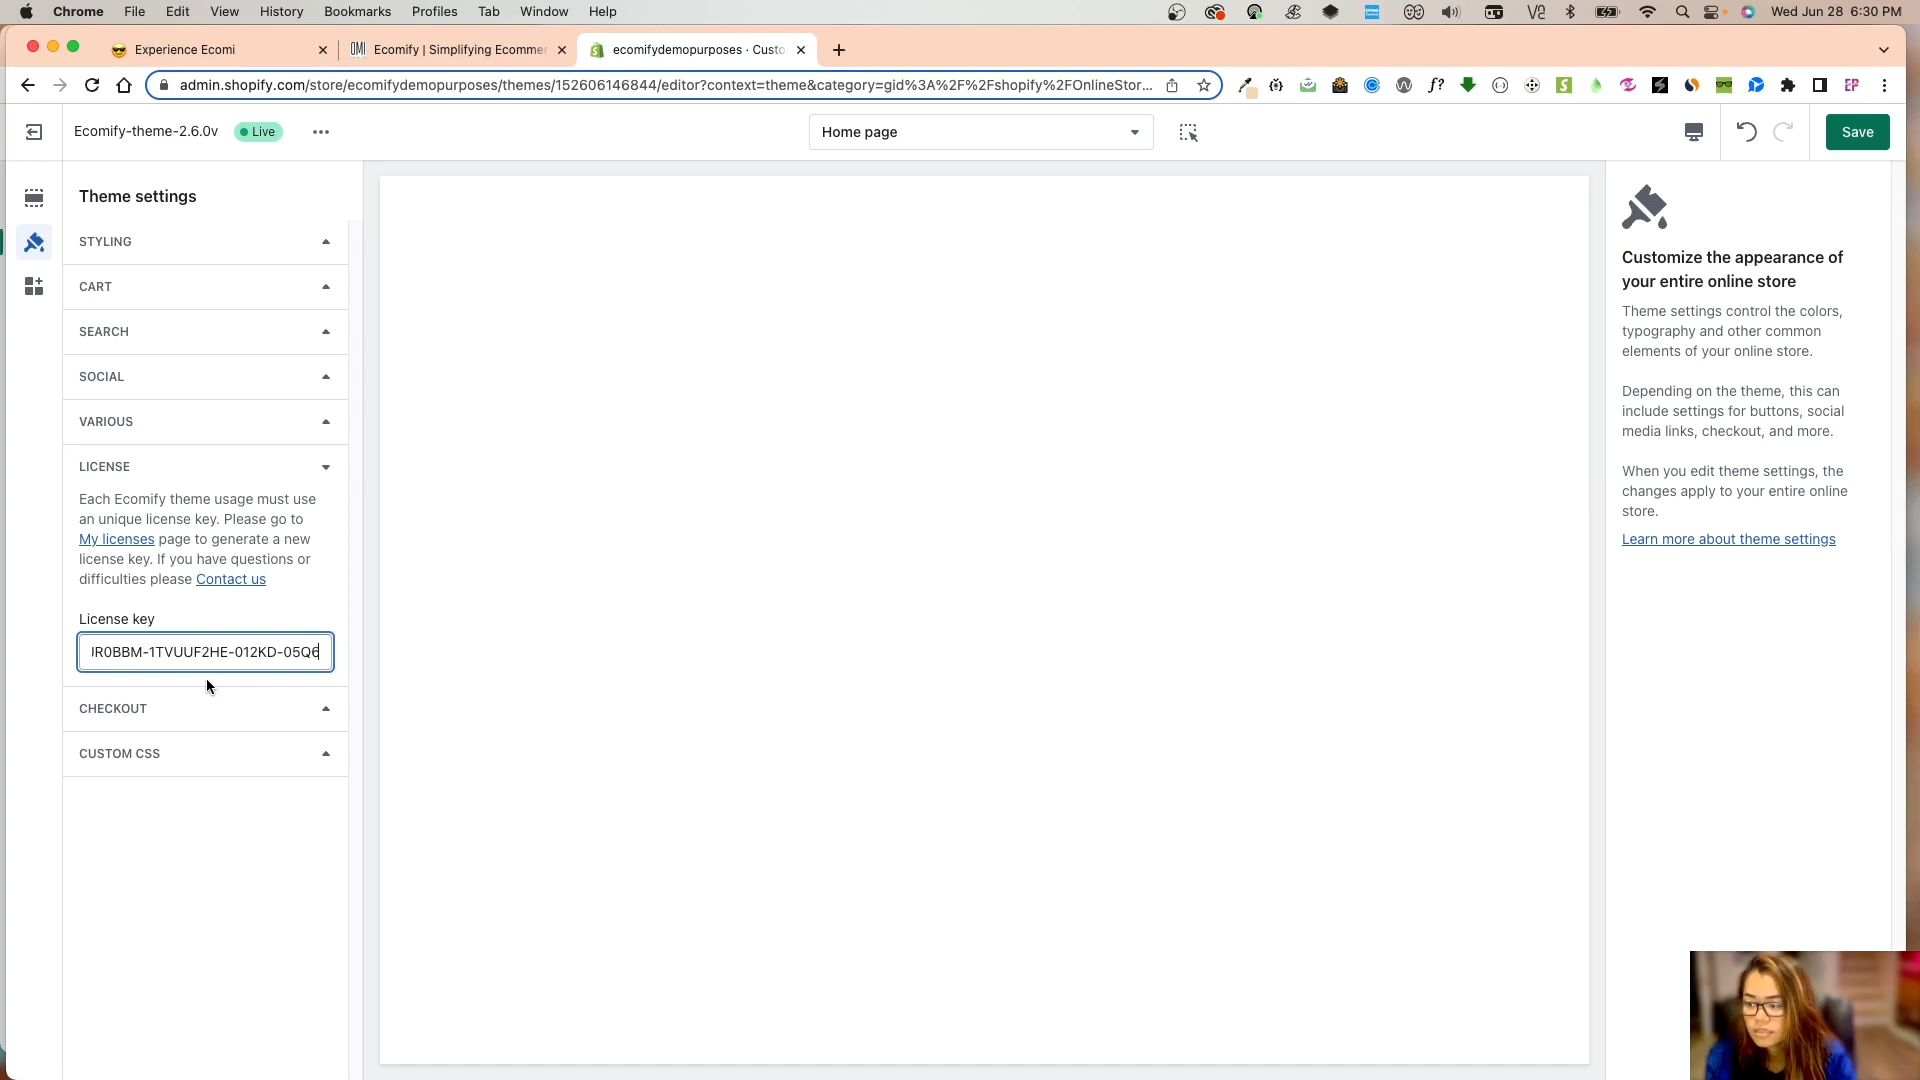 Chrome File Edit View History Bookmarks Profiles Tab Window Help Wed Jun 28 6:30 PM
Experience Ecomi
Ecomify | Simplifying Ecommer
ecomifydemopurposes · Custo
admin.shopify.com/store/ecomifydemopurposes/themes/152606146844/editor?context=theme&category=gid%3A%2F%2Fshopify%2FOnlineStor...
Ecomify-theme-2.6.0v Live
Home page
Save
Theme settings
STYLING
CART
SEARCH
SOCIAL
VARIOUS
LICENSE
Each Ecomify theme usage must use
an unique license key. Please go to
My licenses page to generate a new
license key. If you have questions or
difficulties please Contact us
License key
IR0BBM-1TVUUF2HE-012KD-05Q6
CHECKOUT
CUSTOM CSS
Customize the appearance of
your entire online store
Theme settings control the colors,
typography and other common
elements of your online store.
Depending on the theme, this can
include settings for buttons, social
media links, checkout, and more.
When you edit theme settings, the
changes apply to your entire online
store.
Learn more about theme settings